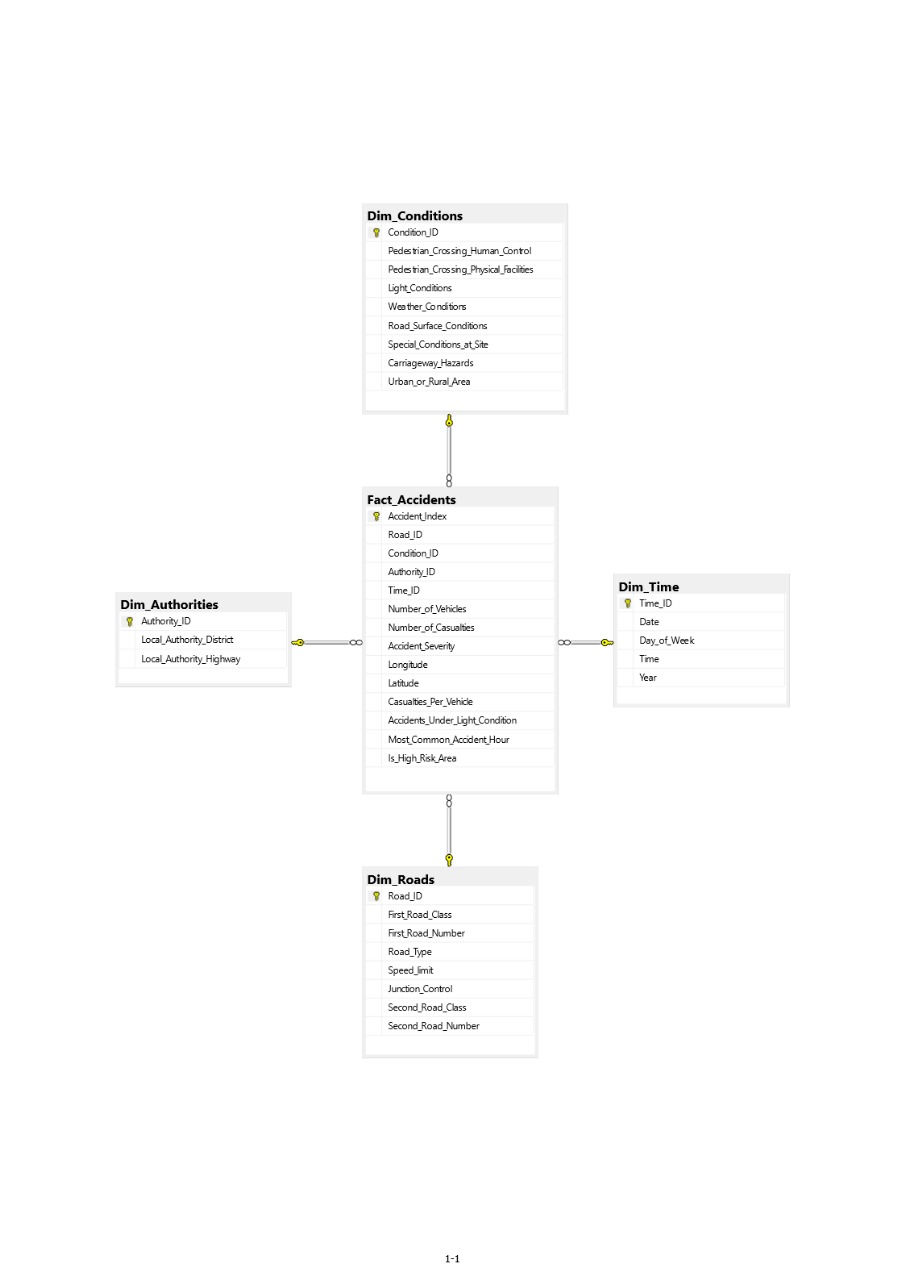 Dim_Conditions
Condition_ID
Pedestrian_Crossing_Human_Control
Pedestrian_Crossing_Physical_Facilities
Light_Conditions
Weather_Conditions
Road_Surface_Conditions
Special_Conditions_at_Site
Carriageway_Hazards
Urban_or_Rural_Area
Fact_Accidents
Accident_Index
Road_ID
Condition_ID
Authority_ID
Time_ID
Number_of_Vehicles
Number_of_Casualties
Accident_Severity
Longitude
Latitude
Casualties_Per_Vehicle
Accidents_Under_Light_Condition
Most_Common_Accident_Hour
Is_High_Risk_Area
Dim_Authorities
Authority_ID
Local_Authority_District
Local_Authority_Highway
Dim_Time
Time_ID
Date
Day_of_Week
Time
Year
Dim_Roads
Road_ID
First_Road_Class
First_Road_Number
Road_Type
Speed_limit
Junction_Control
Second_Road_Class
Second_Road_Number
1-1